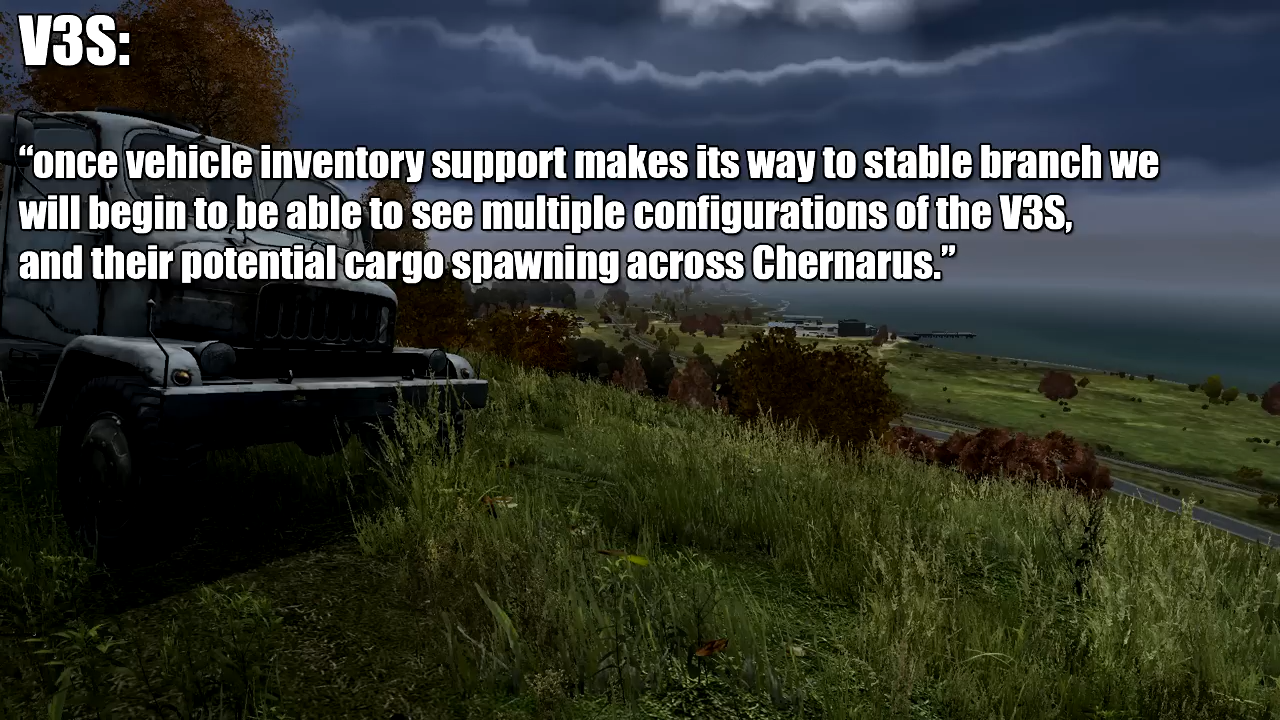 V3S:
“once vehicle inventory support makes its way to stable branch we
will begin to be able to see multiple configurations of the V3S,
and their potential cargo spawning across Chernarus.”